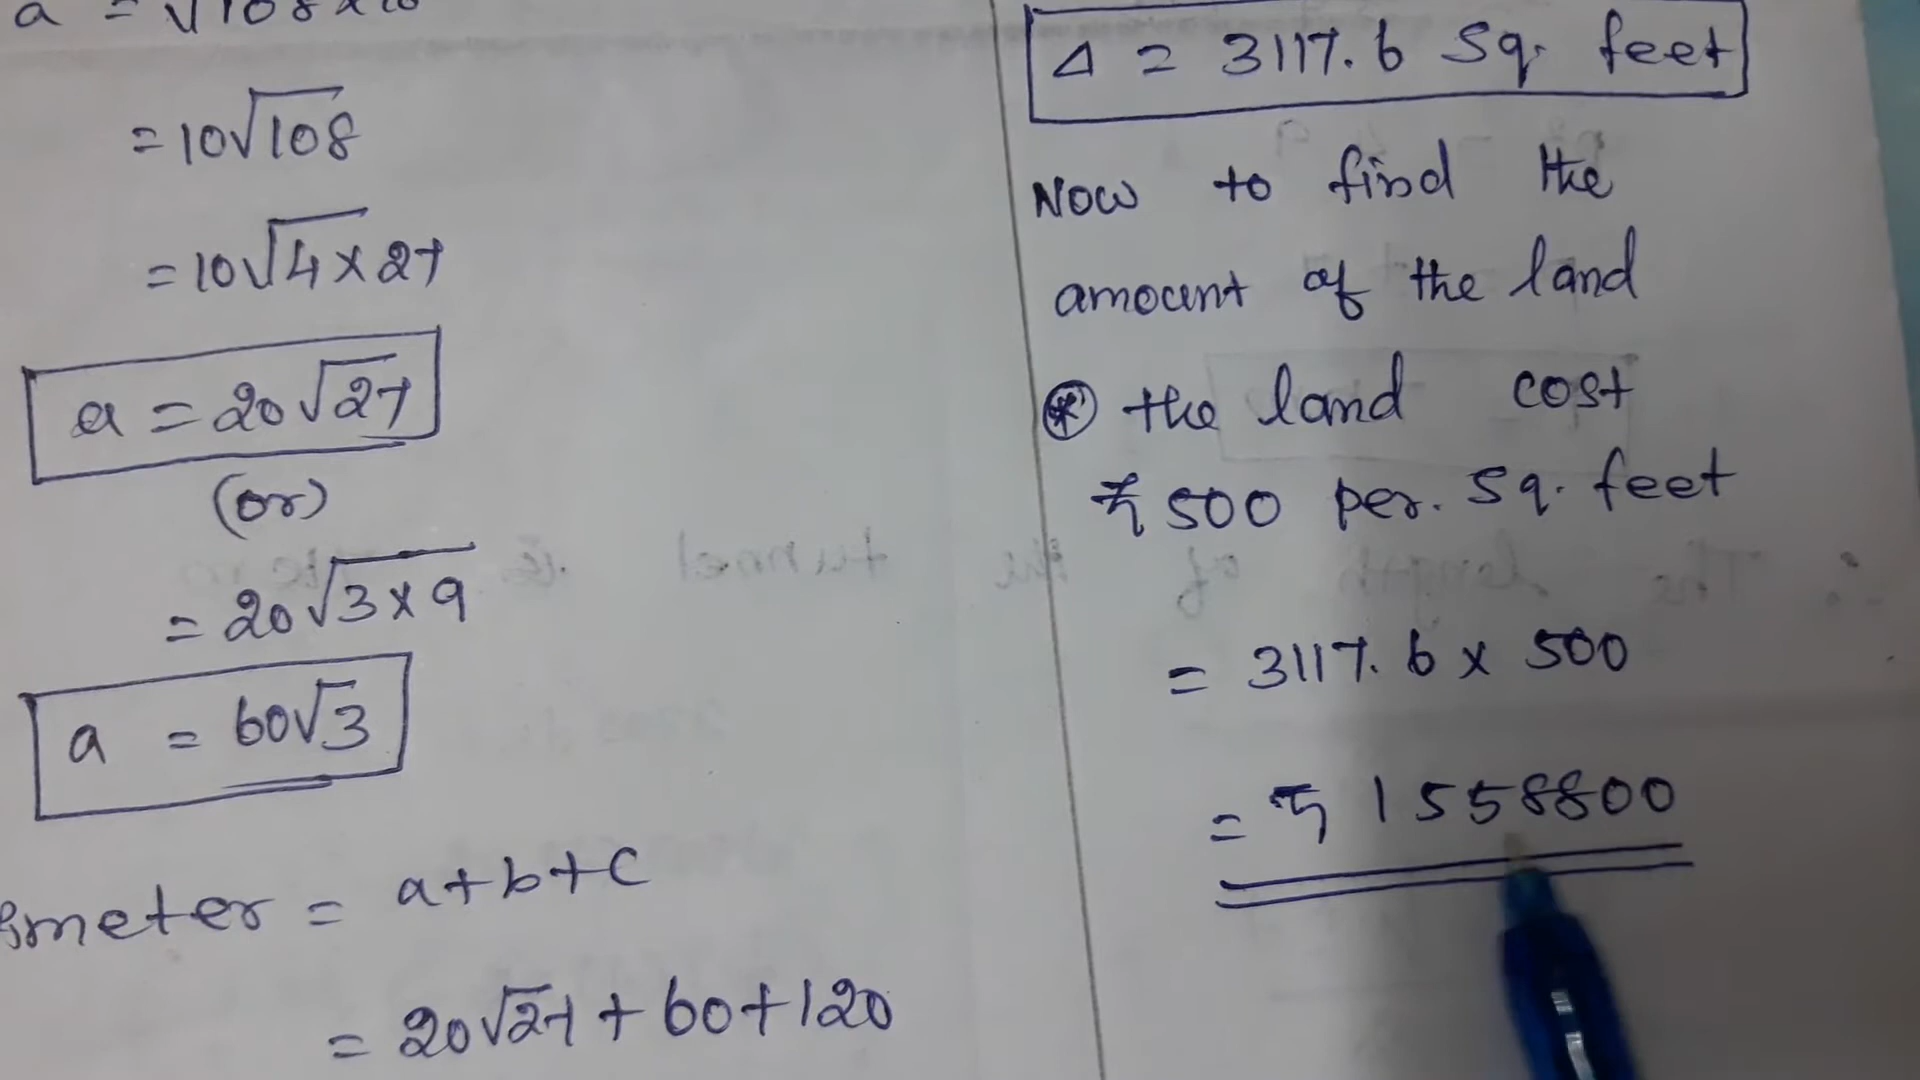 a = √108×10
= 10√108
= 10√4×27
a = 20√27
(or)
= 20√3×9
a = 60√3
meter = a+b+c
= 20√27 + 60+120
Δ = 3117.6 Sq. feet
Now to find the
amount of the land
* the land cost
₹ 500 per. sq. feet
= 3117.6 × 500
= ₹ 1558800